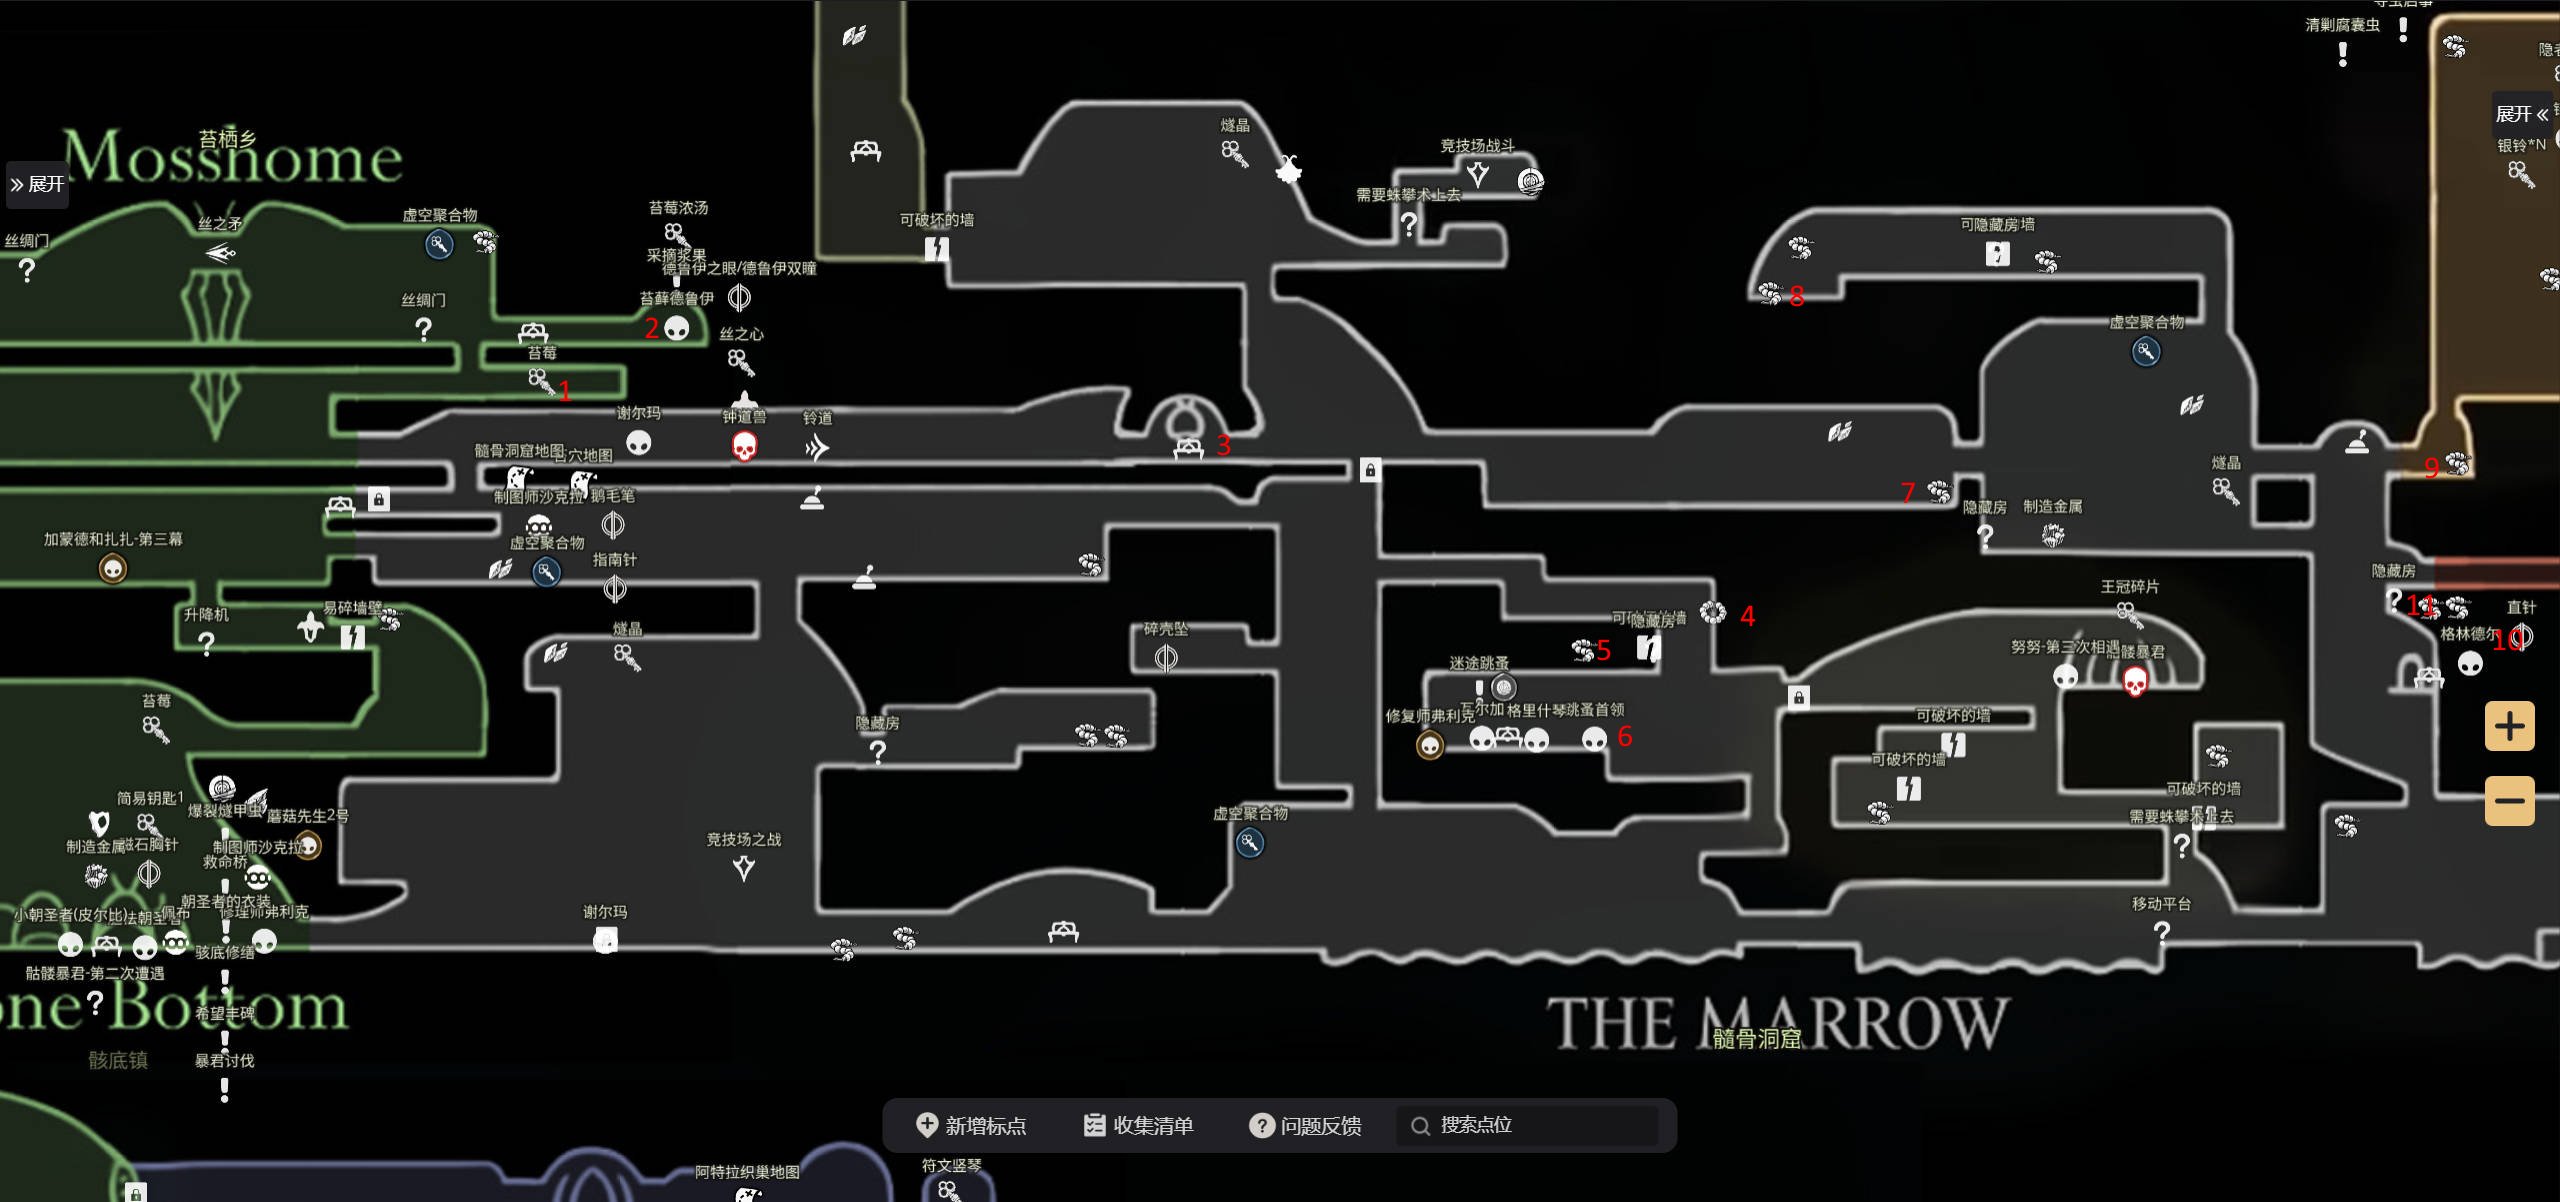 寻虫启事
清剿腐囊虫
展开 «
银铃*N
Mosshome
苔栖乡
» 展开
丝之矛
丝绸门
虚空聚合物
丝绸门
苔莓浓汤
采摘浆果
德鲁伊之眼/德鲁伊双瞳
苔藓德鲁伊
2
丝之心
苔莓
1
可破坏的墙
燧晶
竞技场战斗
需要蛛攀术上去
可隐藏房墙
8
虚空聚合物
谢尔玛
钟道兽
铃道
3
髓骨洞窟地图
制图师沙克拉
鹅毛笔
虚空聚合物
指南针
加蒙德和扎扎-第三幕
升降机
易碎墙壁
燧晶
碎壳坠
7
隐藏房
制造金属
燧晶
9
隐藏房
11
直针
格林德尔
10
4
隐藏房
5
迷途跳蚤
修复师弗利克
格里什琴
跳蚤首领
6
王冠碎片
努努-第三次相遇
骷髅暴君
可破坏的墙
可破坏的墙
可破坏的墙
需要蛛攀术上去
移动平台
苔莓
隐藏房
虚空聚合物
竞技场之战
谢尔玛
简易钥匙1
爆裂燧甲虫
蘑菇先生2号
制造金属
磁石胸针
制图师沙克拉
救命桥
朝圣者的衣装
小朝圣者(皮尔比)
修理师弗利克
骸底修缮
骷髅暴君-第二次遭遇
one Bottom
希望丰碑
骸底镇
暴君讨伐
THE MARROW
髓骨洞窟
新增标点
收集清单
问题反馈
搜索点位
阿特拉织巢地图
符文竖琴